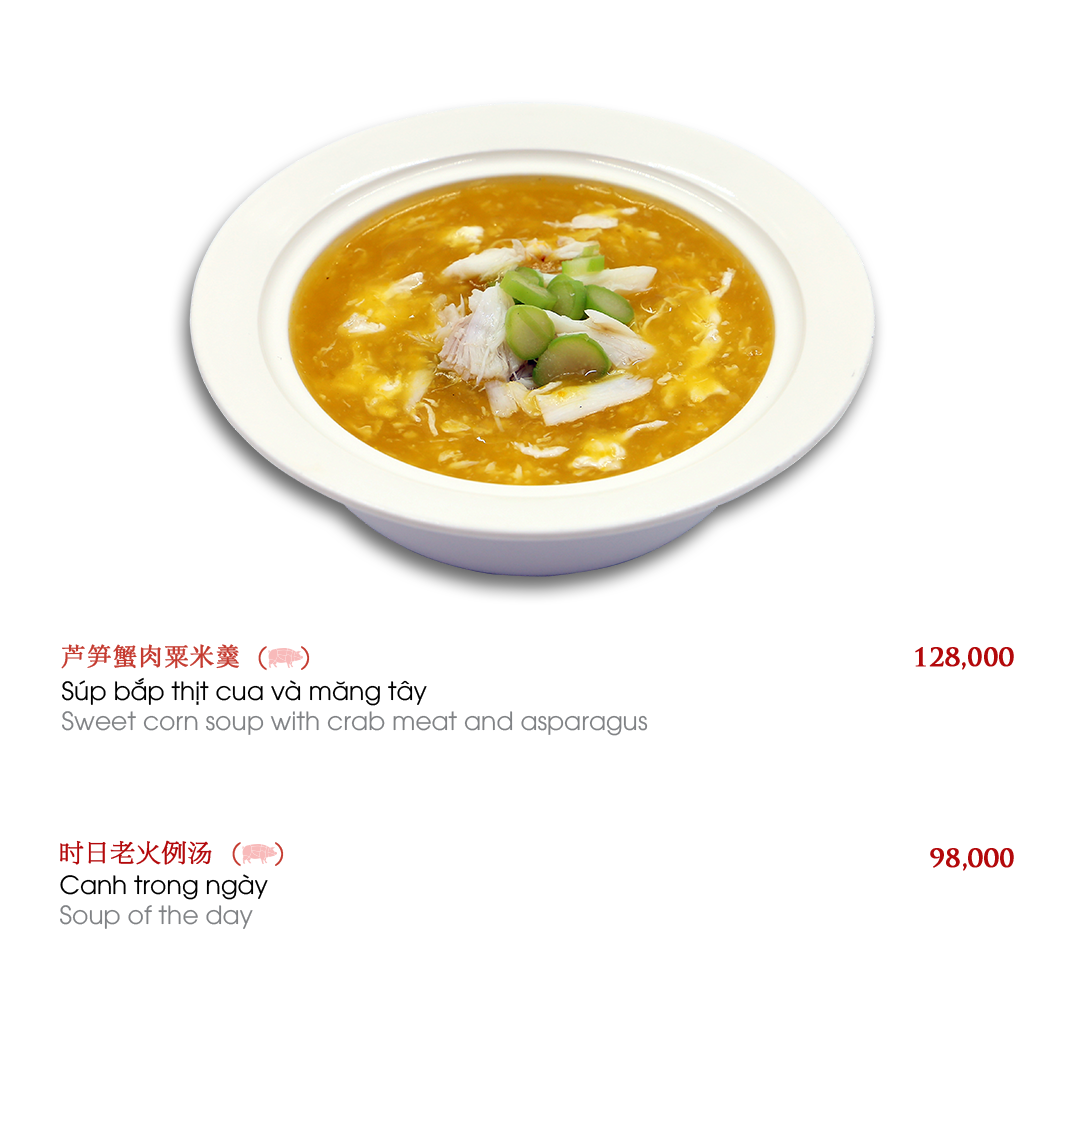 芦笋蟹肉粟米羹 ( )
128,000
Súp bắp thịt cua và măng tây
Sweet corn soup with crab meat and asparagus
时日老火例汤 ( )
98,000
Canh trong ngày
Soup of the day